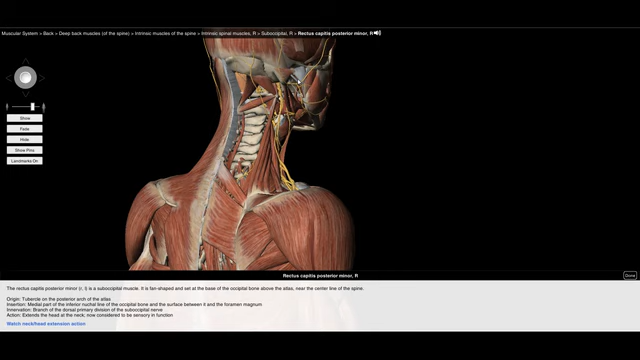 Muscular System > Back > Deep back muscles (of the spine) > Intrinsic muscles of the spine > Intrinsic spinal muscles, R > Suboccipital, R > Rectus capitis posterior minor, R
Show
Fade
Hide
Show Pins
Landmarks On
Rectus capitis posterior minor, R
Done
The rectus capitis posterior minor (r, l) is a suboccipital muscle. It is fan-shaped and set at the base of the occipital bone above the atlas, near the center line of the spine.
Origin: Tubercle on the posterior arch of the atlas
Insertion: Medial part of the inferior nuchal line of the occipital bone and the surface between it and the foramen magnum
Innervation: Branch of the dorsal primary division of the suboccipital nerve
Action: Extends the head at the neck; now considered to be sensory in function
Watch neck/head extension action